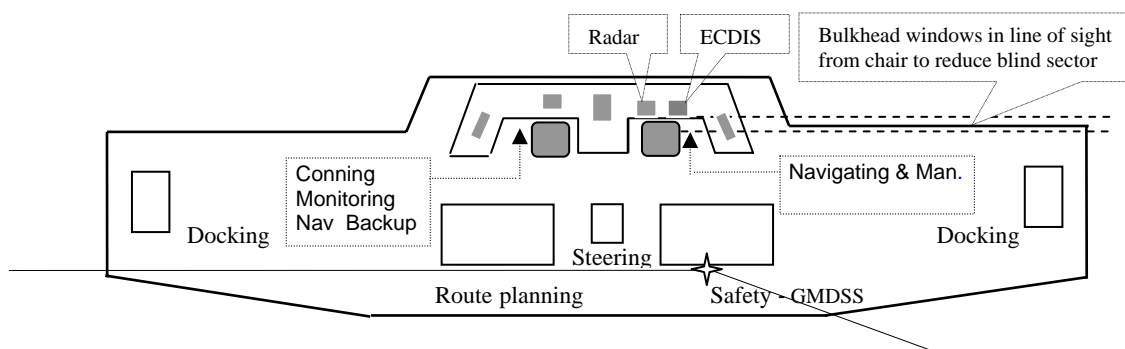 Radar
ECDIS
Bulkhead windows in line of sight
from chair to reduce blind sector
Conning
Monitoring
Nav Backup
Navigating & Man.
Docking
Steering
Docking
Route planning
Safety - GMDSS